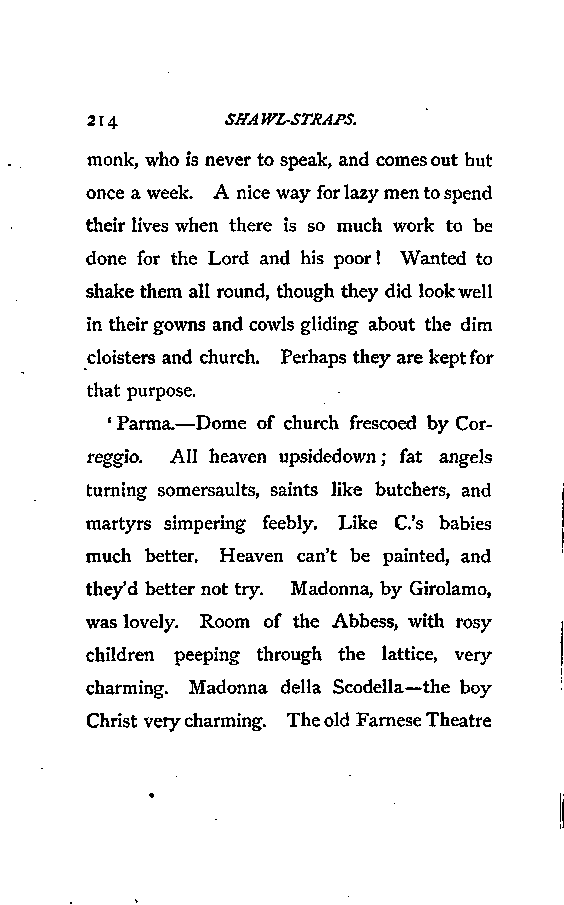 214 SHAWL-STRAPS.
monk, who is never to speak, and comes out but
once a week. A nice way for lazy men to spend
their lives when there is so much work to be
done for the Lord and his poor! Wanted to
shake them all round, though they did look well
in their gowns and cowls gliding about the dim
cloisters and church. Perhaps they are kept for
that purpose.
‘ Parma.—Dome of church frescoed by Cor-
reggio. All heaven upsidedown; fat angels
turning somersaults, saints like butchers, and
martyrs simpering feebly. Like C.’s babies
much better. Heaven can’t be painted, and
they’d better not try. Madonna, by Girolamo,
was lovely. Room of the Abbess, with rosy
children peeping through the lattice, very
charming. Madonna della Scodella—the boy
Christ very charming. The old Farnese Theatre